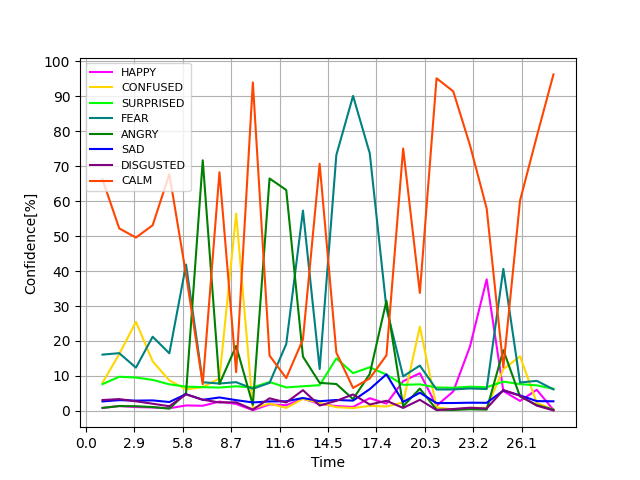 100
90
80
70
60
50
40
30
20
10
0
Confidence[%]
HAPPY
CONFUSED
SURPRISED
FEAR
ANGRY
SAD
DISGUSTED
CALM
0.0 2.9 5.8 8.7 11.6 14.5 17.4 20.3 23.2 26.1
Time